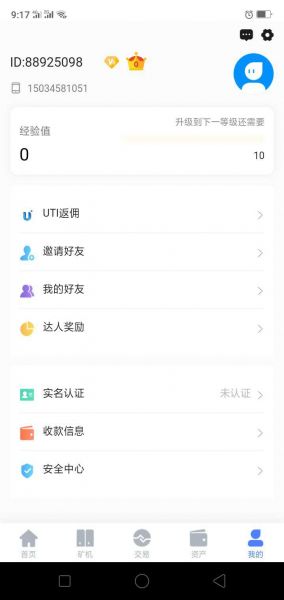 9:17
ID:88925098
15034581051
经验值
升级到下一等级还需要
0
10
UTI返佣
邀请好友
我的好友
达人奖励
实名认证
未认证
收款信息
安全中心
首页
矿机
交易
资产
我的